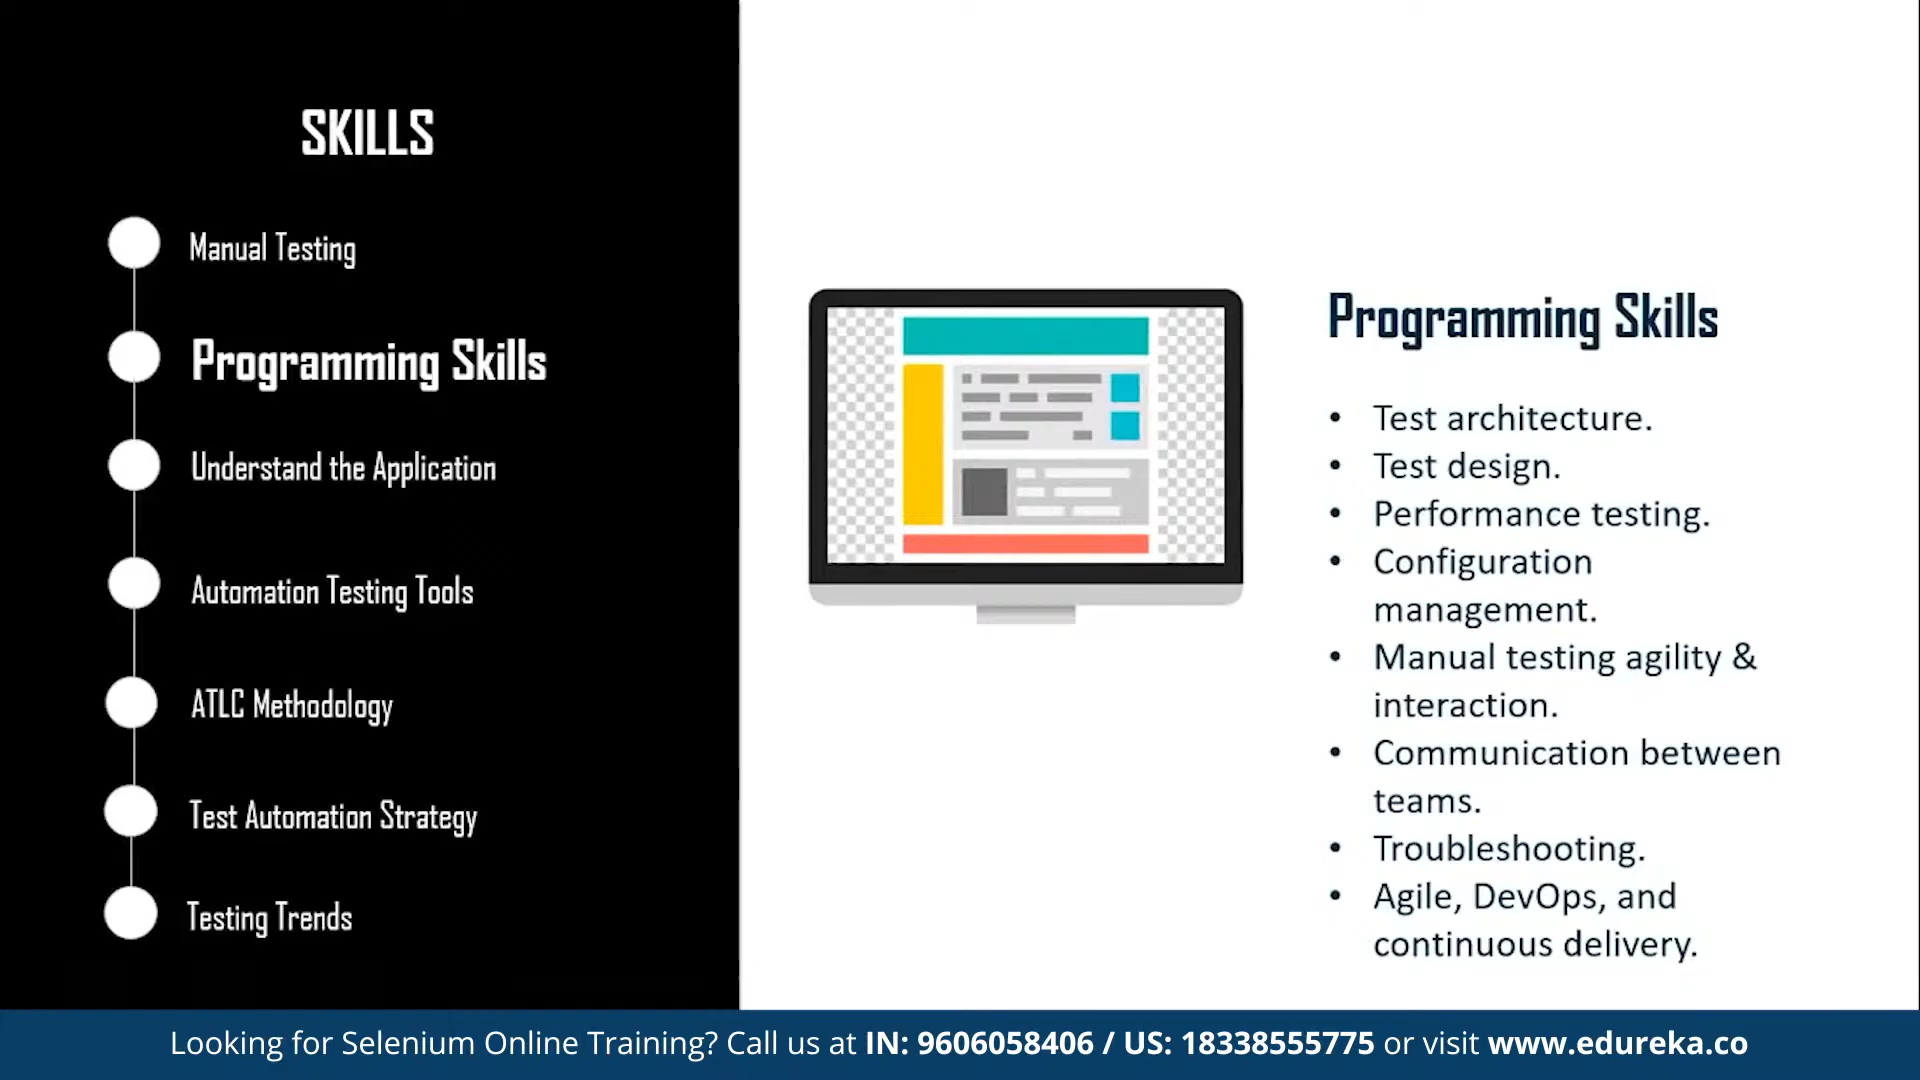 SKILLS
Manual Testing
Programming Skills
Understand the Application
Automation Testing Tools
ATLC Methodology
Test Automation Strategy
Testing Trends
Programming Skills
• Test architecture.
• Test design.
• Performance testing.
• Configuration
management.
• Manual testing agility &
interaction.
• Communication between
teams.
• Troubleshooting.
• Agile, DevOps, and
continuous delivery.
Looking for Selenium Online Training? Call us at IN: 9606058406 / US: 18338555775 or visit www.edureka.co